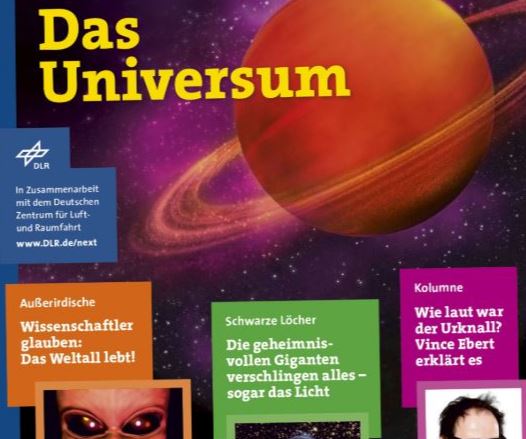 Das
Universum
DLR
In Zusammenarbeit
mit dem Deutschen
Zentrum für Luft-
und Raumfahrt
www.DLR.de/next
Außerirdische
Wissenschaftler
glauben:
Das Weltall lebt!
Schwarze Löcher
Die geheimnis-
vollen Giganten
verschlingen alles –
sogar das Licht
Kolumne
Wie laut war
der Urknall?
Vince Ebert
erklärt es